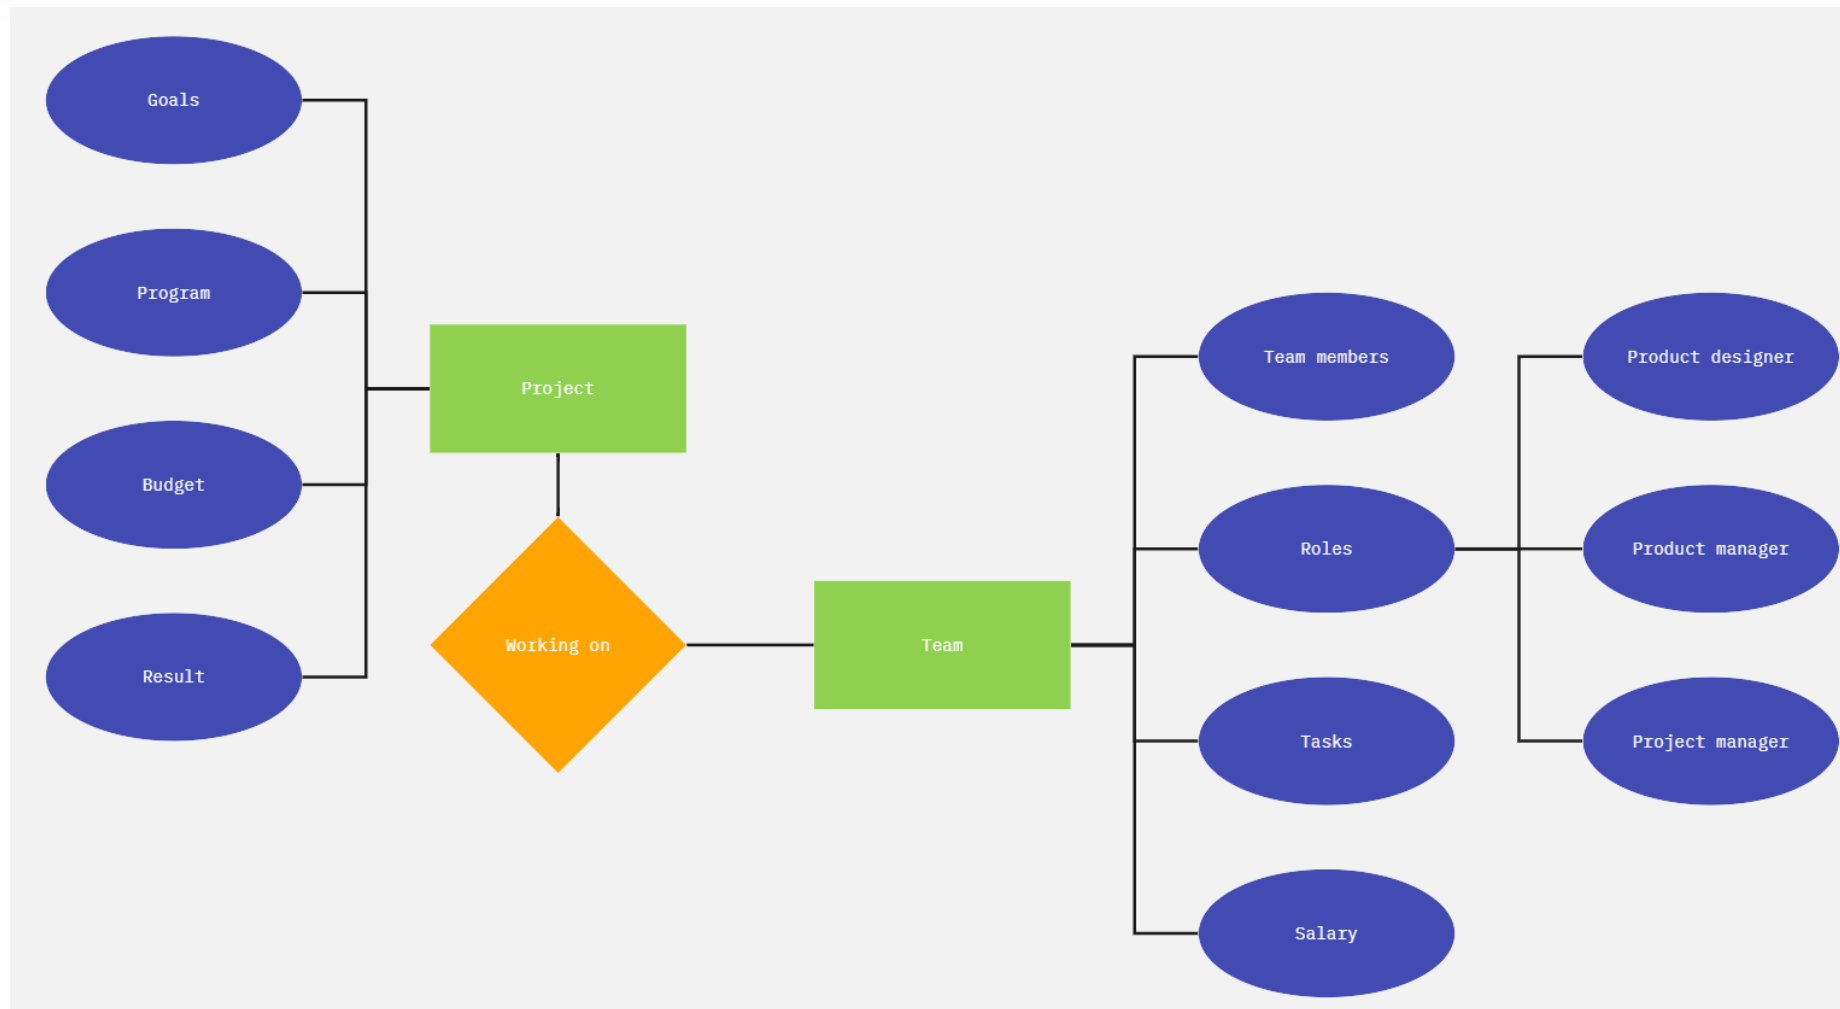 Goals
Program
Budget
Result
Project
Working on
Team
Team members
Roles
Tasks
Salary
Product designer
Product manager
Project manager